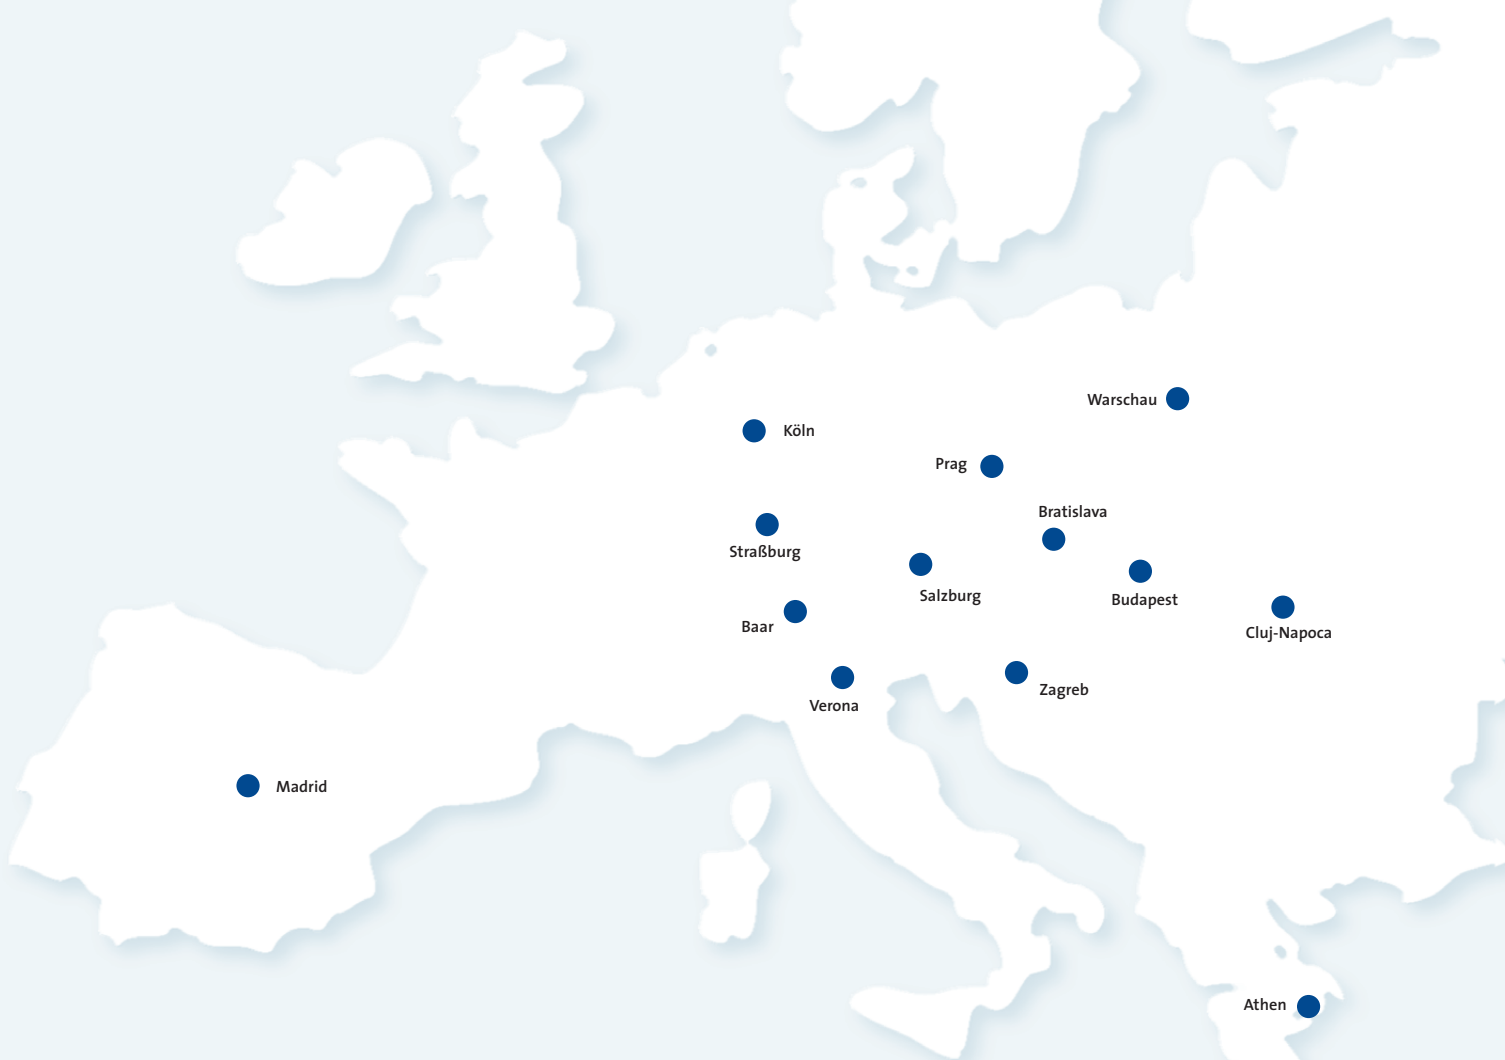 Warschau
Köln
Prag
Bratislava
Straßburg
Salzburg
Budapest
Baar
Cluj-Napoca
Zagreb
Verona
Madrid
Athen